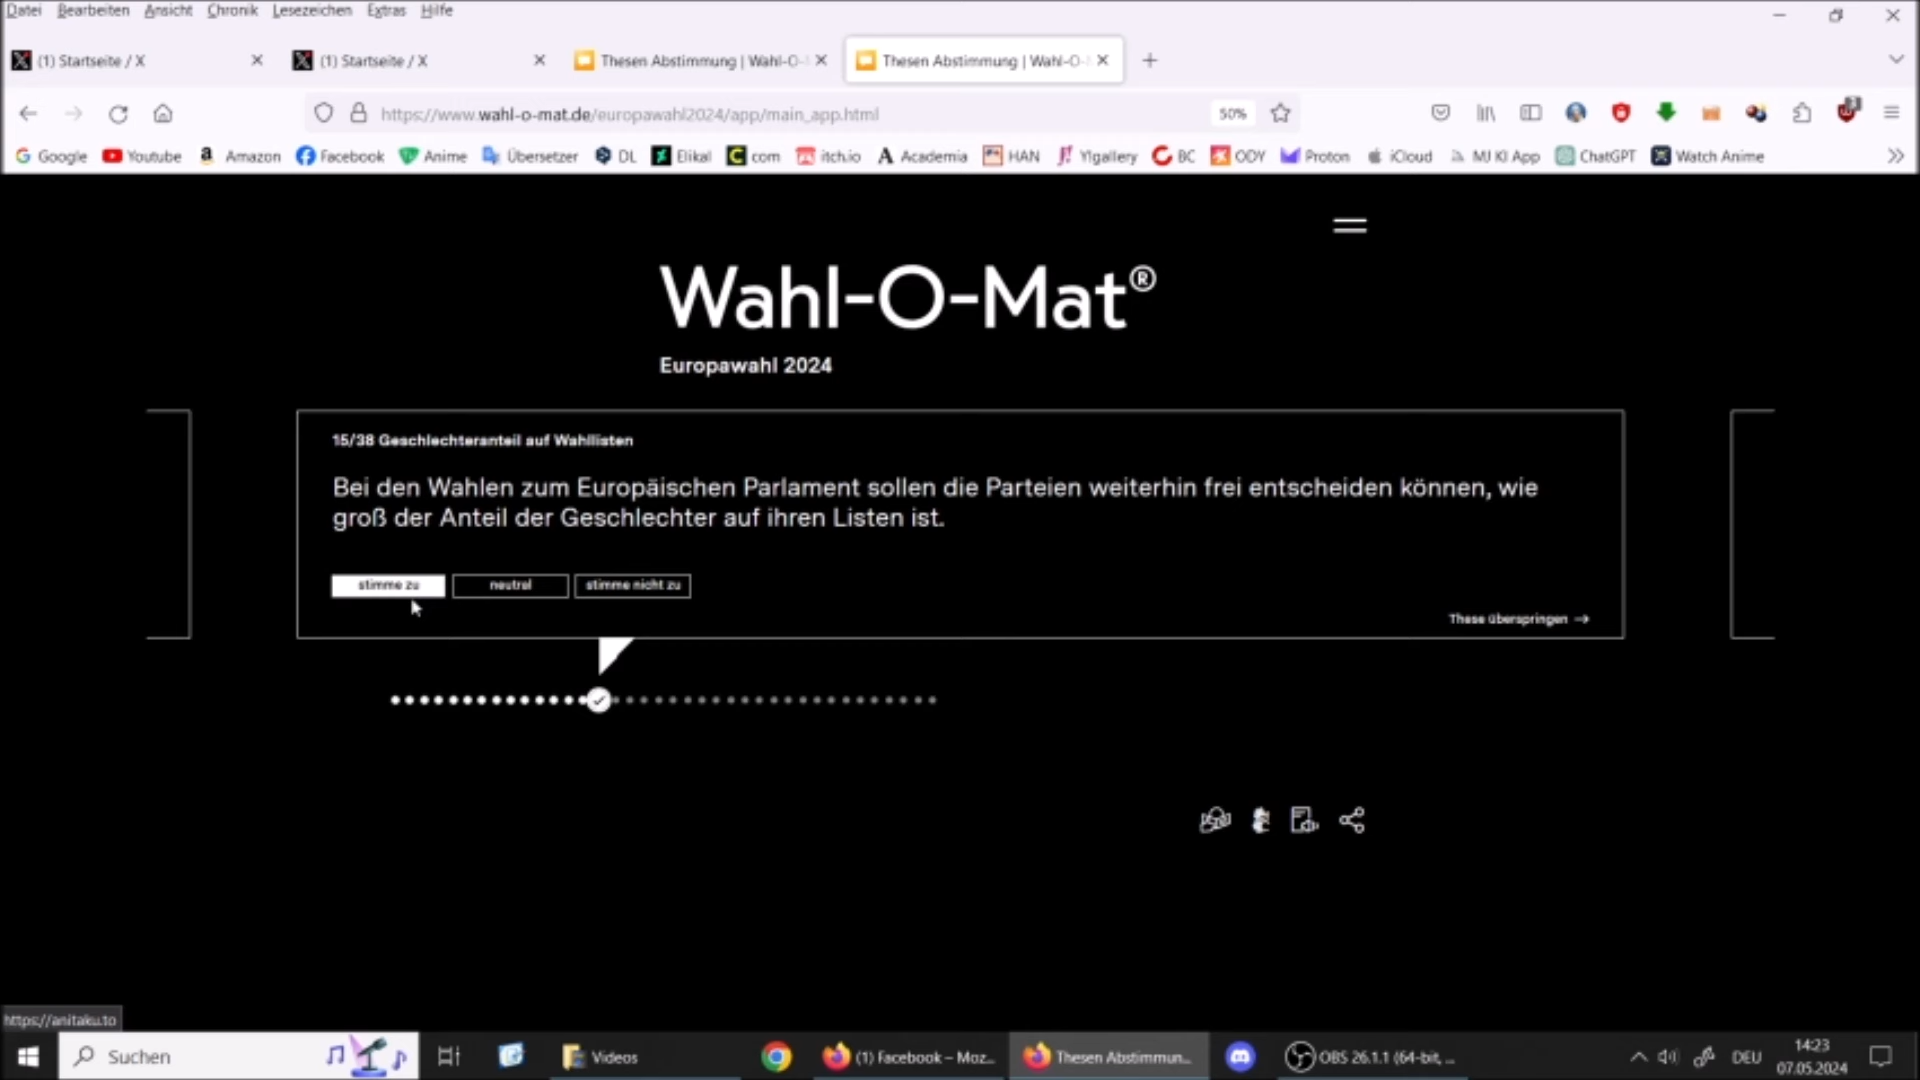 Datei Bearbeiten Ansicht Chronik Lesezeichen Extras Hilfe
(1) Startseite / X (1) Startseite / X Thesen Abstimmung | Wahl-O- Thesen Abstimmung | Wahl-O-
https://www.wahl-o-mat.de/europawahl2024/app/main_app.html 50%
Google Youtube Amazon Facebook Anime Übersetzer DL Elikal com itch.io Academia HAN Y!gallery BC ODY Proton iCloud MJ KI App ChatGPT Watch Anime
Wahl-O-Mat®
Europawahl 2024
15/38 Geschlechteranteil auf Wahllisten
Bei den Wahlen zum Europäischen Parlament sollen die Parteien weiterhin frei entscheiden können, wie
groß der Anteil der Geschlechter auf ihren Listen ist.
stimme zu neutral stimme nicht zu
These überspringen →
https://anitaku.to
Suchen Videos (1) Facebook – Moz... Thesen Abstimmun... OBS 26.1.1 (64-bit, ... DEU 14:23
07.05.2024